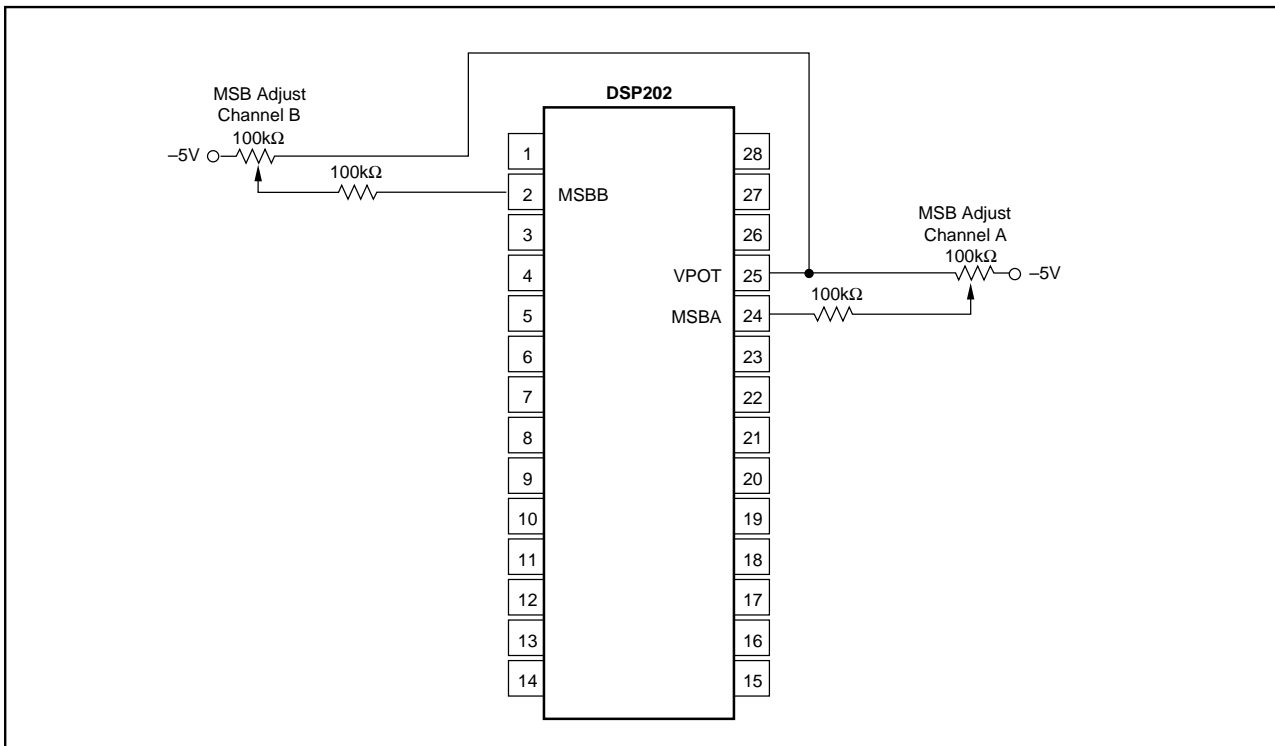 DSP202
MSB Adjust
Channel B
100kΩ
–5V
100kΩ
1
2
3
4
5
6
7
8
9
10
11
12
13
14
MSBB
VPOT
MSBA
28
27
26
25
24
23
22
21
20
19
18
17
16
15
MSB Adjust
Channel A
100kΩ
–5V
100kΩ